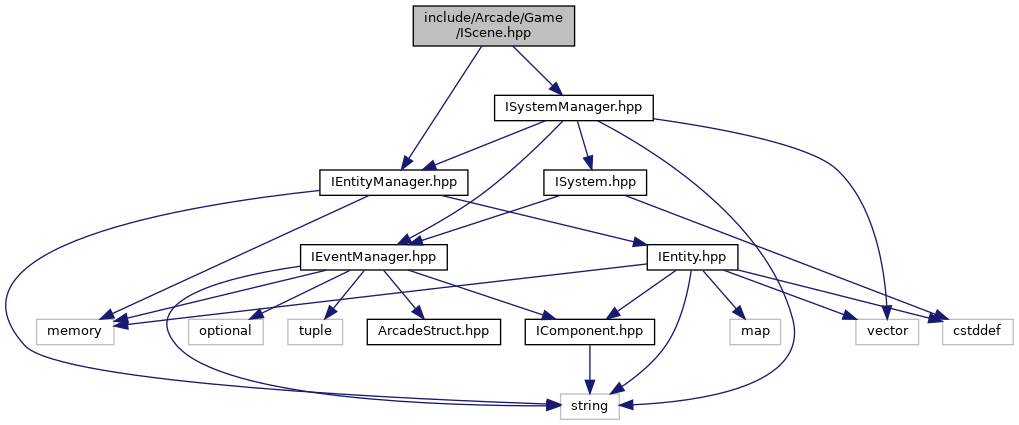 include/Arcade/Game
/IScene.hpp
ISystemManager.hpp
IEntityManager.hpp
ISystem.hpp
IEventManager.hpp
IEntity.hpp
memory
optional
tuple
ArcadeStruct.hpp
IComponent.hpp
map
vector
cstddef
string